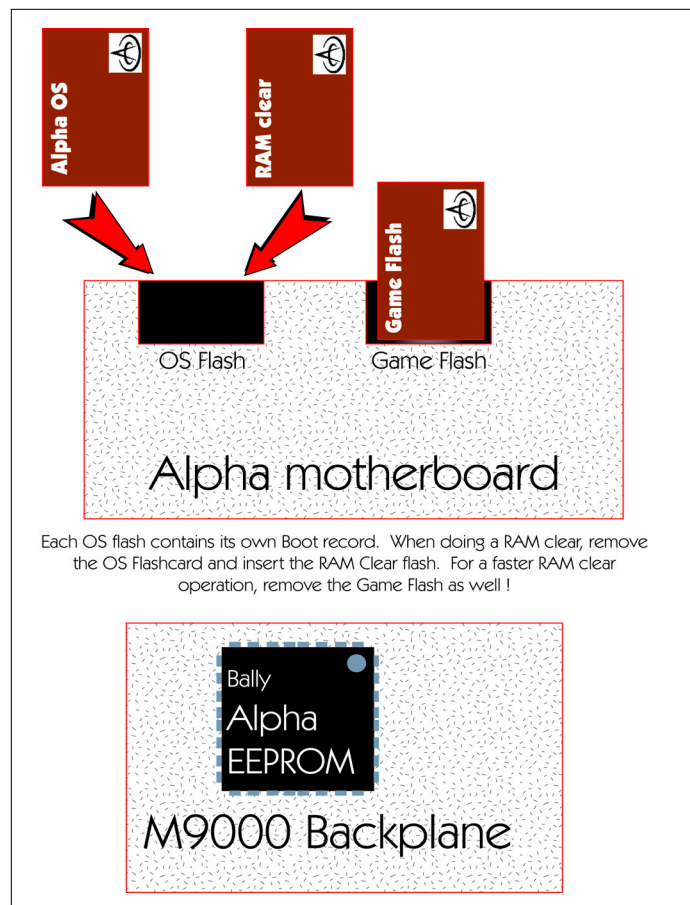 Alpha OS
RAM clear
Game Flash
OS Flash
Game Flash
Alpha motherboard
Each OS flash contains its own Boot record.  When doing a RAM clear, remove
the OS Flashcard and insert the RAM Clear flash.  For a faster RAM clear
operation, remove the Game Flash as well !
Bally
Alpha
EEPROM
M9000 Backplane